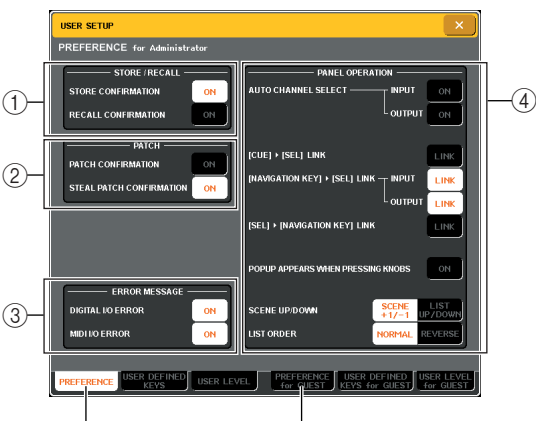 USER SETUP
PREFERENCE for Administrator
STORE/RECALL
STORE CONFIRMATION ON
RECALL CONFIRMATION ON
PATCH
PATCH CONFIRMATION ON
STEAL PATCH CONFIRMATION ON
ERROR MESSAGE
DIGITAL I/O ERROR ON
MIDI I/O ERROR ON
PANEL OPERATION
AUTO CHANNEL SELECT INPUT ON
OUTPUT ON
[CUE] ▸ [SEL] LINK LINK
[NAVIGATION KEY] ▸ [SEL] LINK INPUT LINK
OUTPUT LINK
[SEL] ▸ [NAVIGATION KEY] LINK LINK
POPUP APPEARS WHEN PRESSING KNOBS ON
SCENE UP/DOWN SCENE +1/-1 LIST UP/DOWN
LIST ORDER NORMAL REVERSE
PREFERENCE
USER DEFINED
KEYS
USER LEVEL
PREFERENCE
for GUEST
USER DEFINED
KEYS for GUEST
USER LEVEL
for GUEST
1
2
3
4